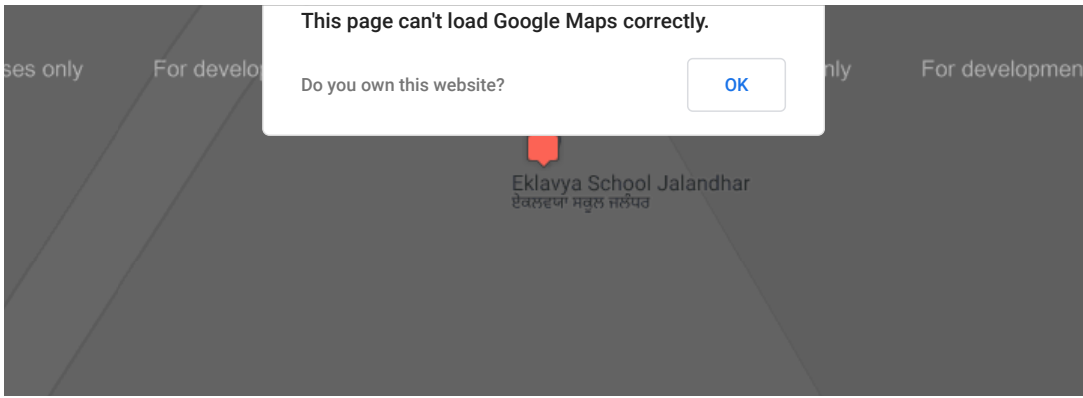 This page can't load Google Maps correctly.
ses only
For develop
Do you own this website?
OK
nly
For developmen
Eklavya School Jalandhar
ਏਕਲਵਯਾ ਸਕੂਲ ਜਲੰਧਰ